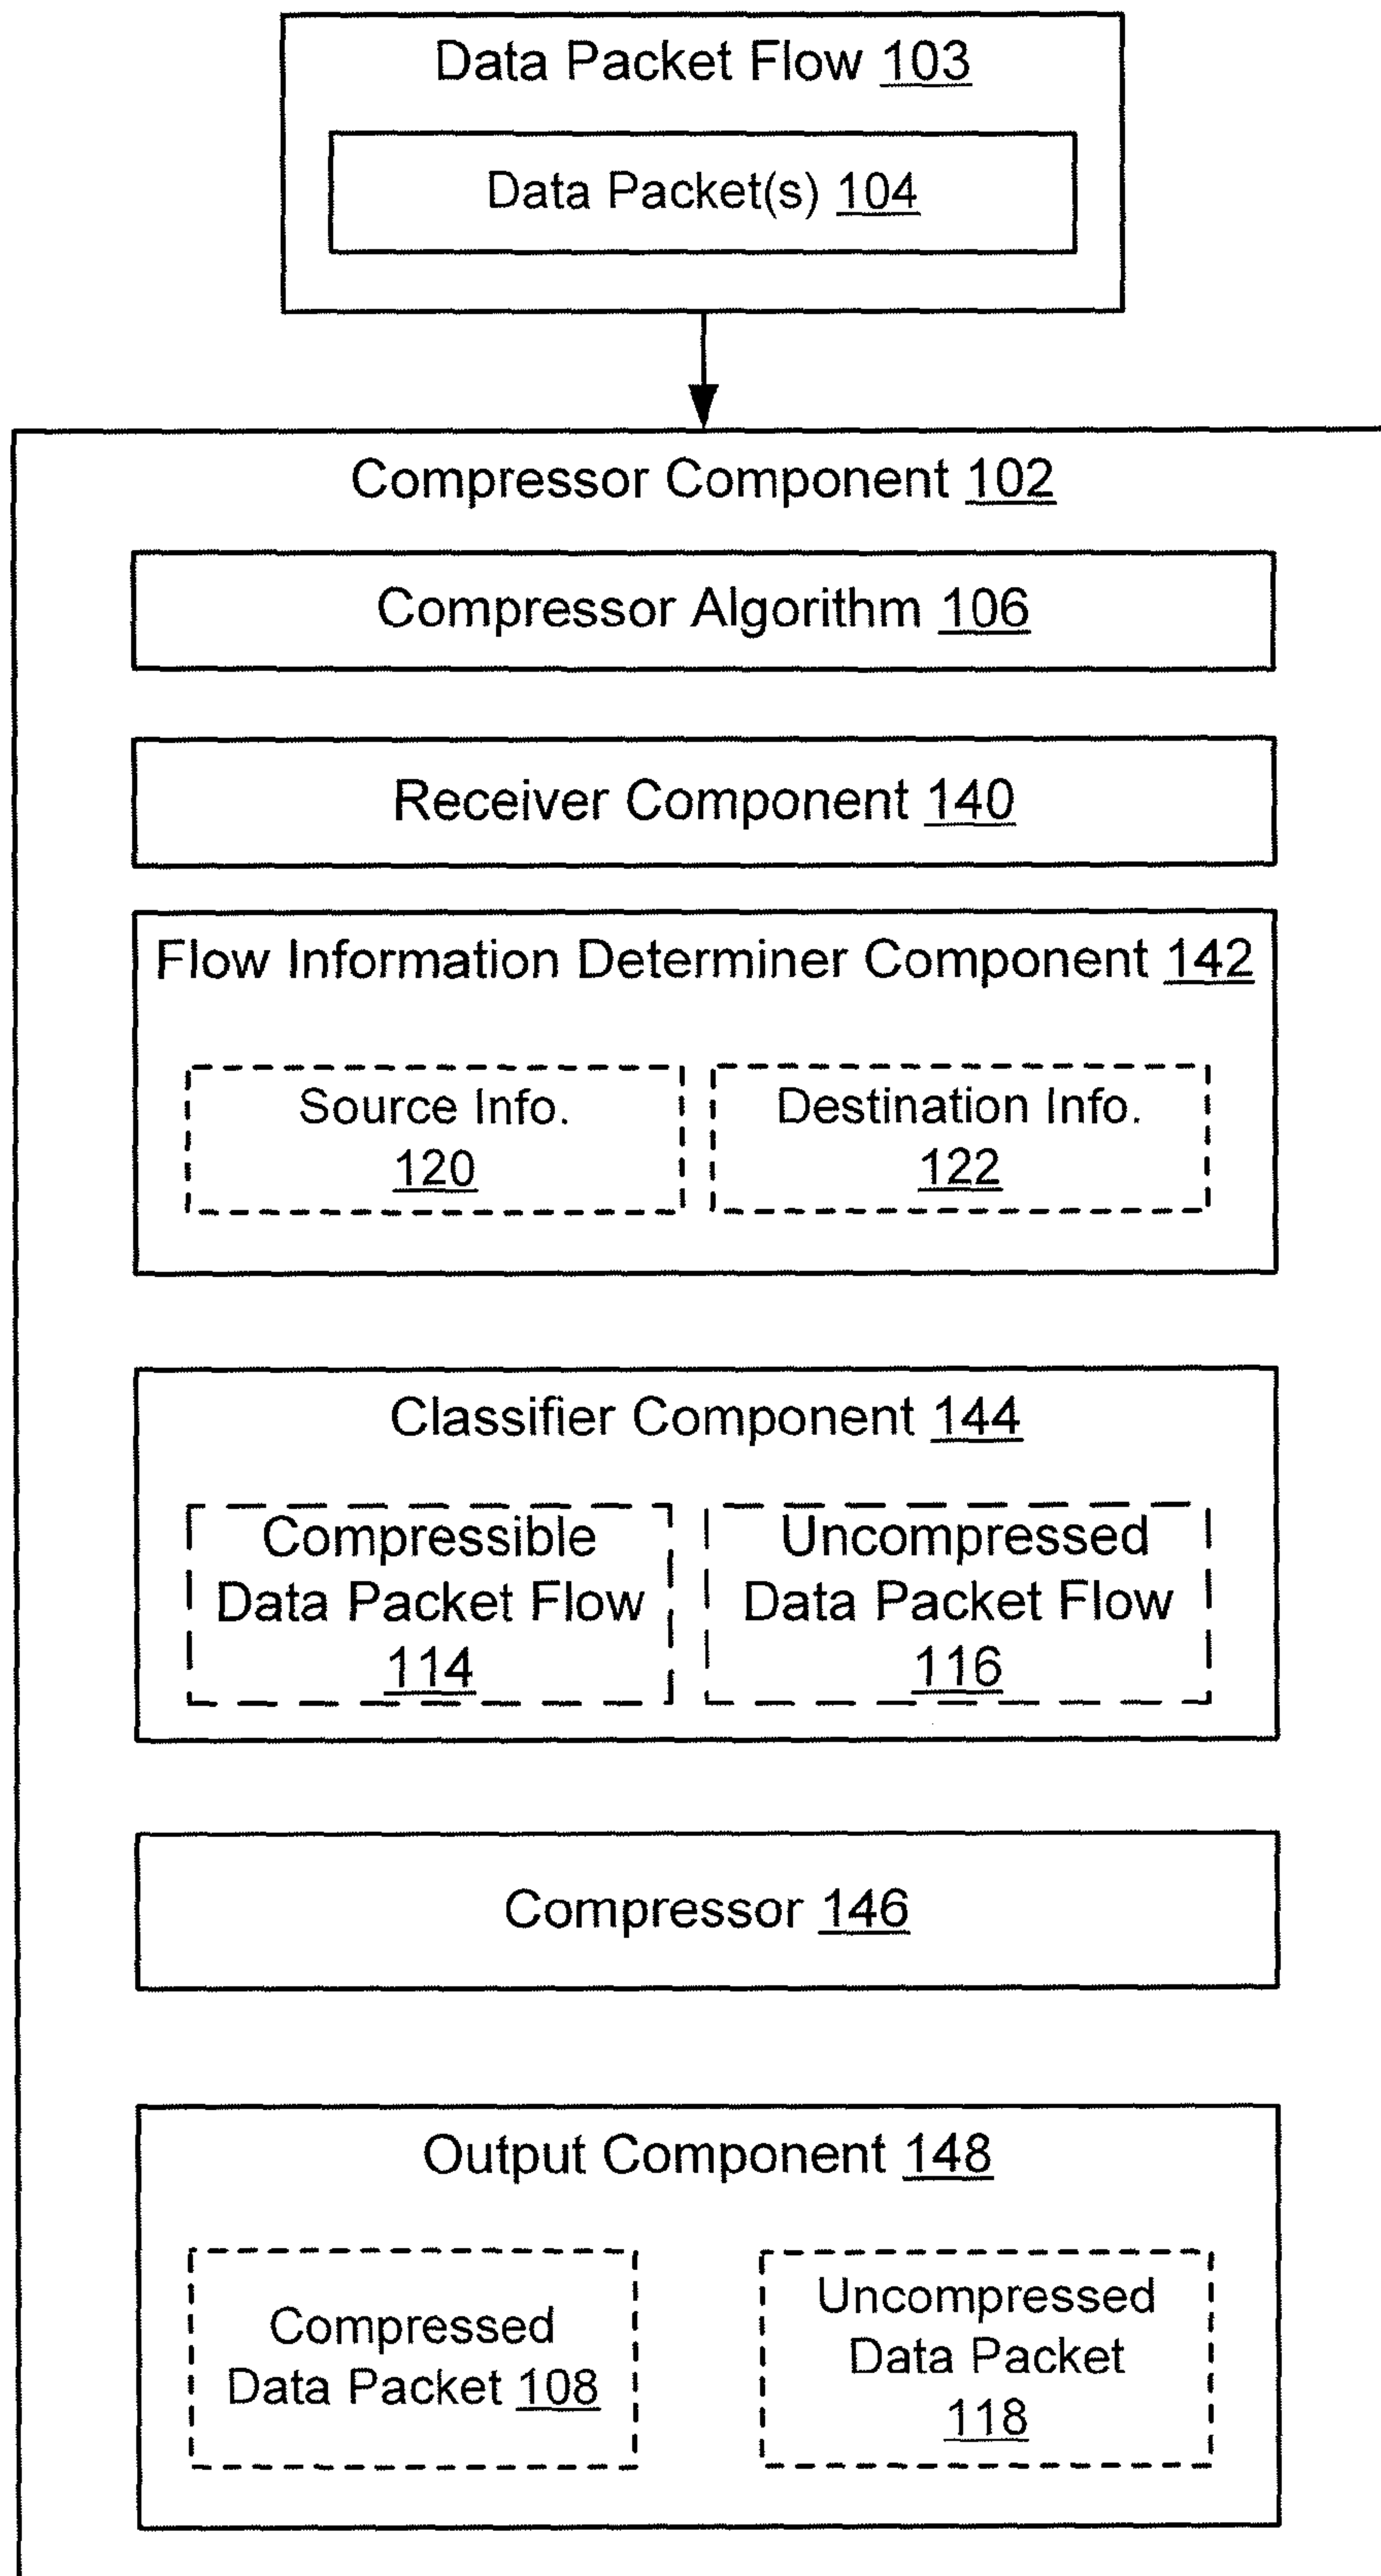 Data Packet Flow 103
Data Packet(s) 104
Compressor Component 102
Compressor Algorithm 106
Receiver Component 140
Flow Information Determiner Component 142
Source Info.
120
Destination Info.
122
Classifier Component 144
Compressible
Data Packet Flow
114
Uncompressed
Data Packet Flow
116
Compressor 146
Output Component 148
Compressed
Data Packet 108
Uncompressed
Data Packet
118